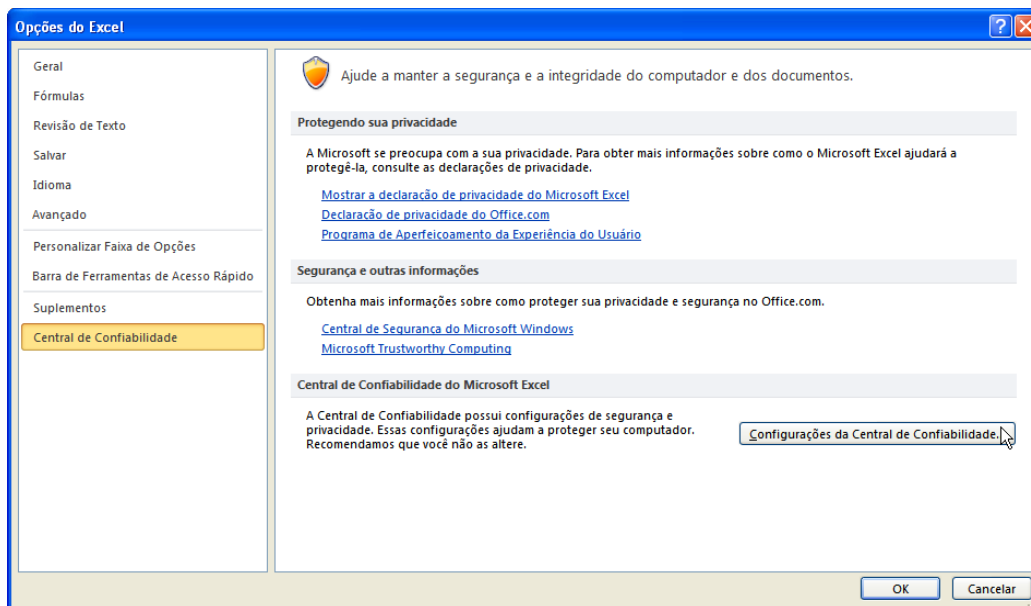 Opções do Excel
Geral
Fórmulas
Revisão de Texto
Salvar
Idioma
Avançado
Personalizar Faixa de Opções
Barra de Ferramentas de Acesso Rápido
Suplementos
Central de Confiabilidade
Ajude a manter a segurança e a integridade do computador e dos documentos.
Protegendo sua privacidade
A Microsoft se preocupa com a sua privacidade. Para obter mais informações sobre como o Microsoft Excel ajudará a
protegê-la, consulte as declarações de privacidade.
Mostrar a declaração de privacidade do Microsoft Excel
Declaração de privacidade do Office.com
Programa de Aperfeicoamento da Experiência do Usuário
Segurança e outras informações
Obtenha mais informações sobre como proteger sua privacidade e segurança no Office.com.
Central de Seguranca do Microsoft Windows
Microsoft Trustworthy Computing
Central de Confiabilidade do Microsoft Excel
A Central de Confiabilidade possui configurações de segurança e
privacidade. Essas configurações ajudam a proteger seu computador.
Recomendamos que você não as altere.
Configurações da Central de Confiabilidade.
OK
Cancelar